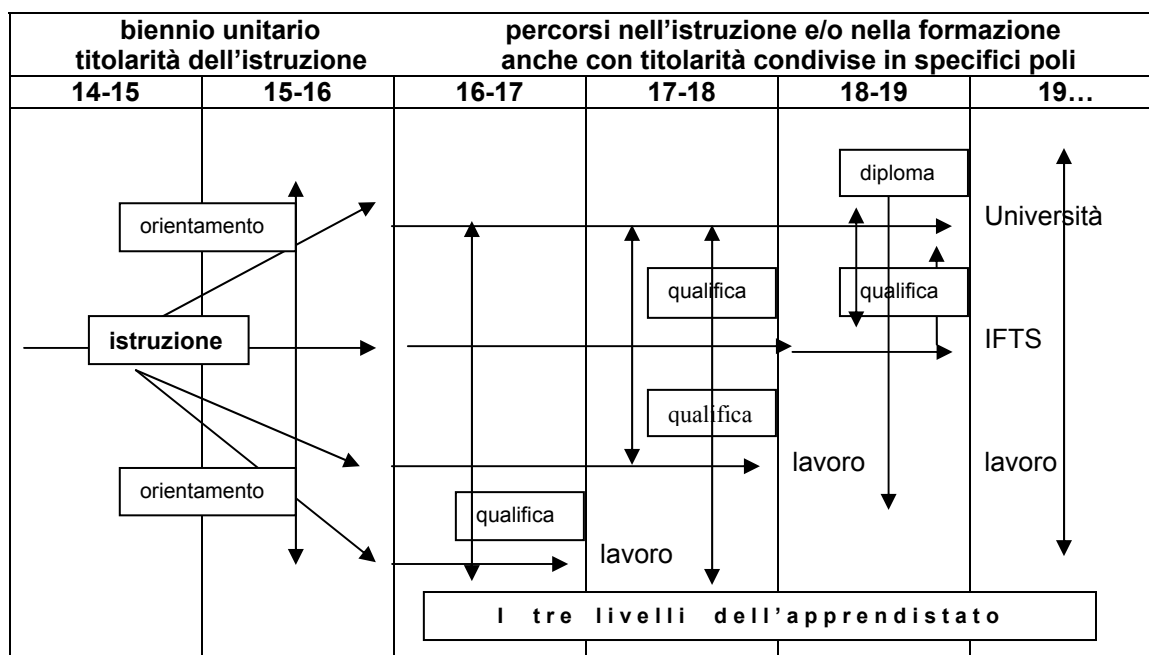 biennio unitario
titolarità dell'istruzione
percorsi nell'istruzione e/o nella formazione
anche con titolarità condivise in specifici poli
14-15
15-16
16-17
17-18
18-19
19…
diploma
orientamento
Università
qualifica
qualifica
istruzione
IFTS
qualifica
orientamento
lavoro
lavoro
qualifica
lavoro
I tre livelli dell'apprendistato